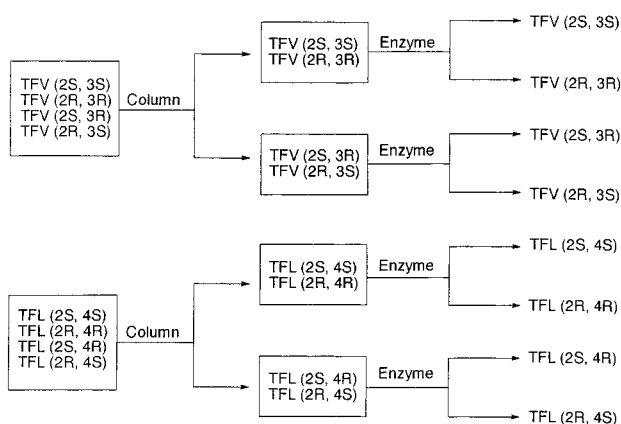 TFV (2S, 3S)
TFV (2R, 3R)
TFV (2S, 3R)
TFV (2R, 3S)
Column
TFV (2S, 3S)
TFV (2R, 3R)
Enzyme
TFV (2S, 3S)
TFV (2R, 3R)
TFV (2S, 3R)
TFV (2R, 3S)
Enzyme
TFV (2S, 3R)
TFV (2R, 3S)
TFL (2S, 4S)
TFL (2R, 4R)
TFL (2S, 4R)
TFL (2R, 4S)
Column
TFL (2S, 4S)
TFL (2R, 4R)
Enzyme
TFL (2S, 4S)
TFL (2R, 4R)
TFL (2S, 4R)
TFL (2R, 4S)
Enzyme
TFL (2S, 4R)
TFL (2R, 4S)